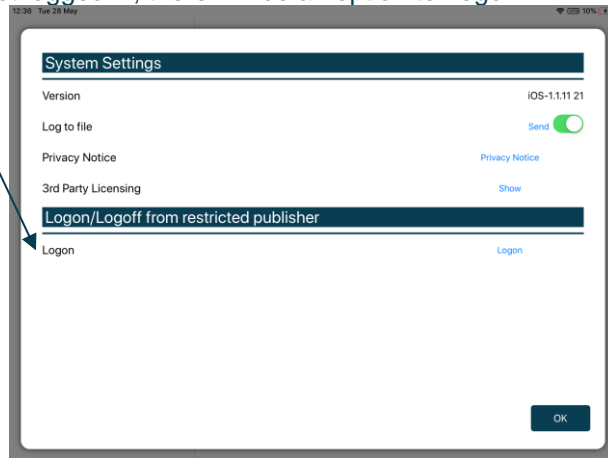 12:36 Tue 28 May 10%
System Settings
Version iOS-1.1.11 21
Log to file Send
Privacy Notice Privacy Notice
3rd Party Licensing Show
Logon/Logoff from restricted publisher
Logon Logon
OK